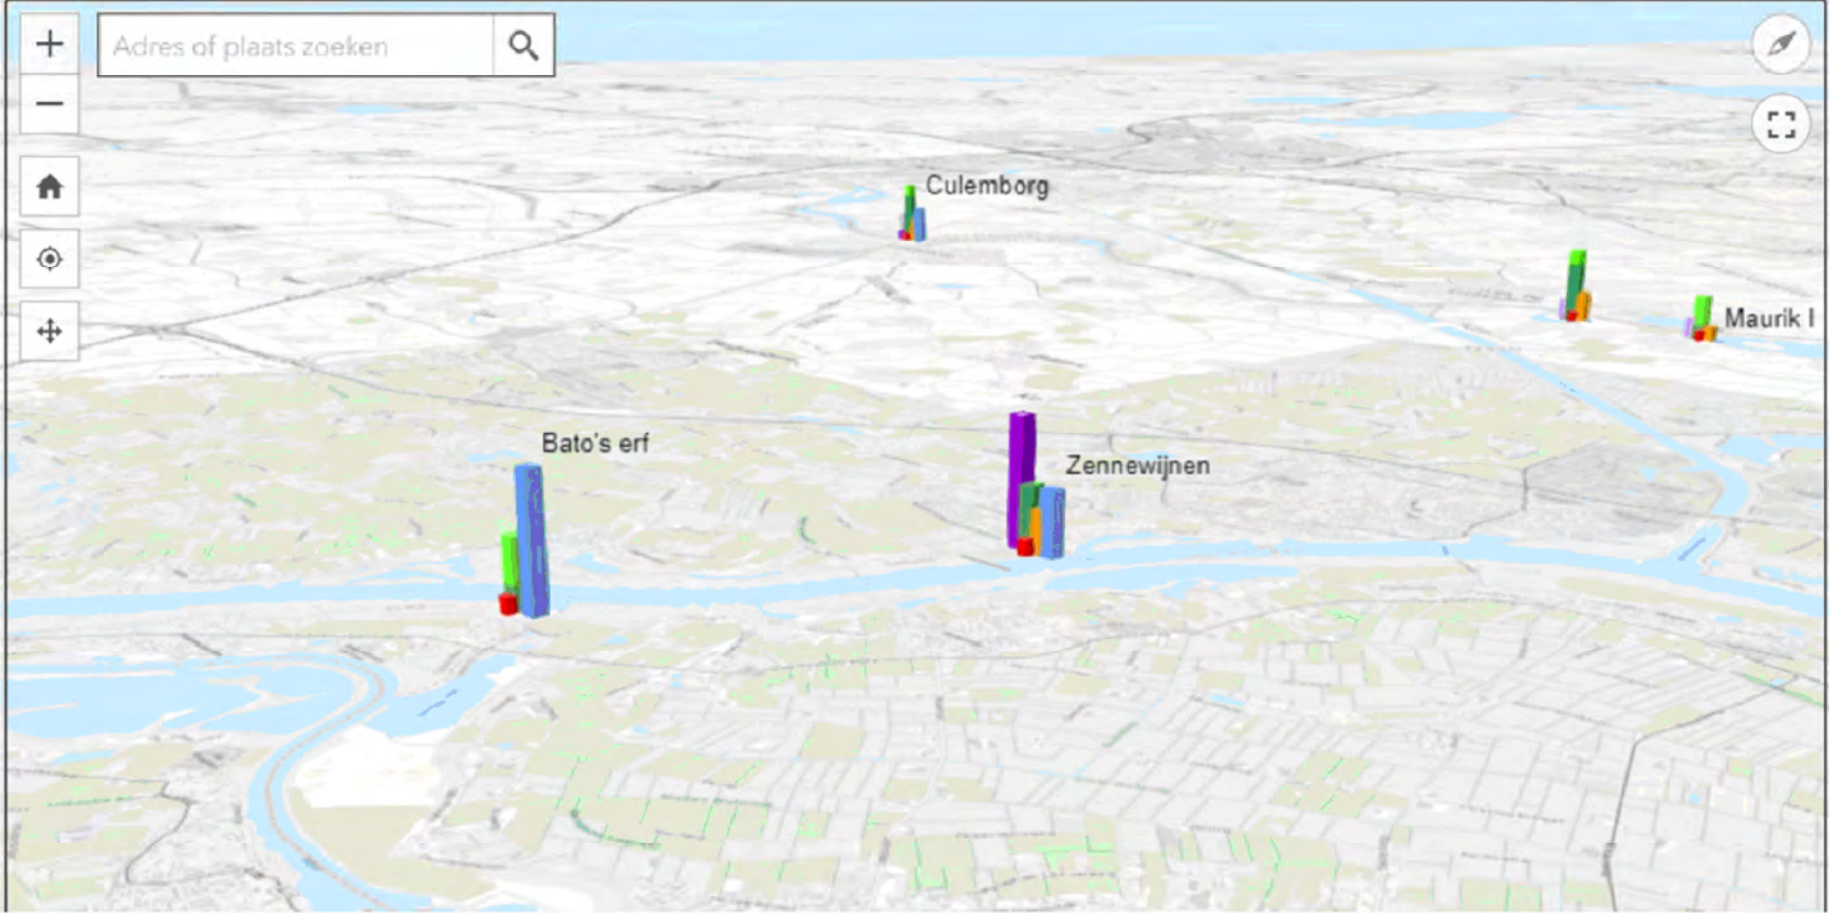 Adres of plaats zoeken
Culemborg
Maurik I
Bato's erf
Zennewijnen